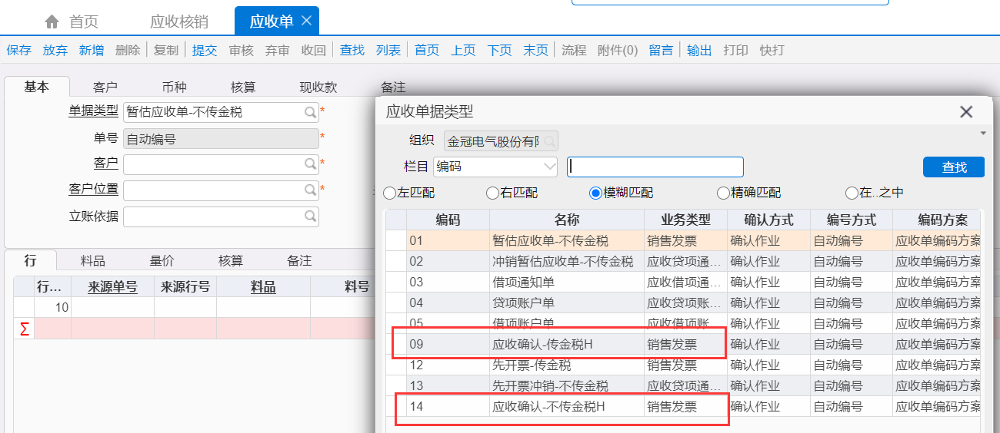 首页 应收核销 应收单
保存 放弃 新增 删除 复制 提交 审核 弃审 收回 查找 列表 首页 上页 下页 末页 流程 附件(0) 留言 输出 打印 快打
基本 客户 币种 核算 现收款 备注
单据类型 暂估应收单-不传金税 *
单号 自动编号 *
客户 *
客户位置 *
立账依据
行 料品 量价 核算 备注
行... 来源单号 来源行号 料品 料号
10
Σ
应收单据类型
组织 金冠电气股份有限
栏目 编码 查找
左匹配 右匹配 模糊匹配 精确匹配 在..之中
编码 名称 业务类型 确认方式 编号方式 编码方案
01 暂估应收单-不传金税 销售发票 确认作业 自动编号 应收单编码方案
02 冲销暂估应收单-不传金税 应收贷项通... 确认作业 自动编号 应收单编码方案
03 借项通知单 应收借项通... 确认作业 自动编号 应收单编码方案
04 贷项账户单 应收贷项账... 确认作业 自动编号 应收单编码方案
05 借项账户单 应收借项账 确认作业 自动编号 应收单编码方案
09 应收确认-传金税H 销售发票 确认作业 自动编号 应收单编码方案
12 先开票-传金税 销售发票 确认作业 自动编号 应收单编码方案
13 先开票冲销-不传金税 应收贷项通... 确认作业 自动编号 应收单编码方案
14 应收确认-不传金税H 销售发票 确认作业 自动编号 应收单编码方案